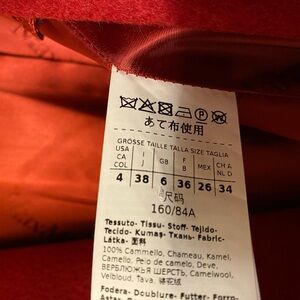 あて布使用
GRÖSSE TAILLE TALLA SIZE TAGLIA
USA CA COL I J GB F B MEX CH A NL D
4 38 6 36 26 34
尺码
160/84A
Tessuto- Tissu- Stoff- Tejido-
Tecido- Kumaş- Ткань- Fabric-
Látka- 面料
100% Cammello, Chameau, Kamel,
Camello, Pelo de camelo, Deve,
ВЕРБЛЮЖЬЯ ШЕРСТЬ, Camelwool,
Velbloud, Tava, 骆驼绒
Fodera- Doublure- Futter- Forro-